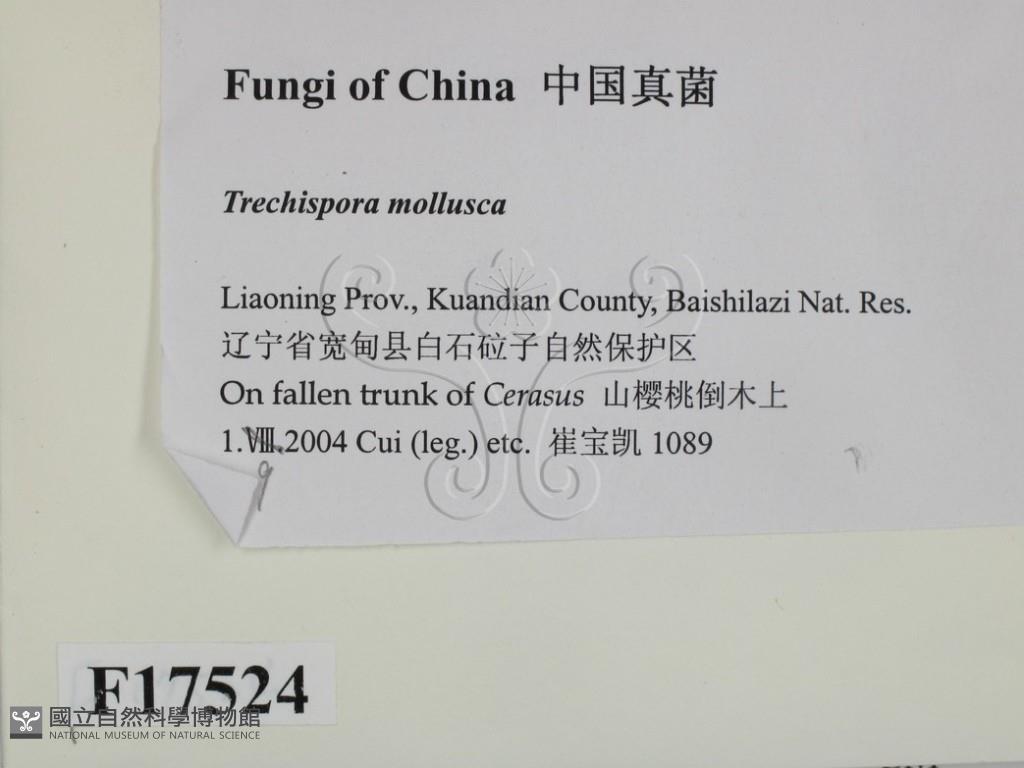 Fungi of China 中国真菌
Trechispora mollusca
Liaoning Prov., Kuandian County, Baishilazi Nat. Res.
辽宁省宽甸县白石砬子自然保护区
On fallen trunk of Cerasus 山樱桃倒木上
1.Ⅷ.2004 Cui (leg.) etc. 崔宝凯 1089
9
F17524
國立自然科學博物館
NATIONAL MUSEUM OF NATURAL SCIENCE